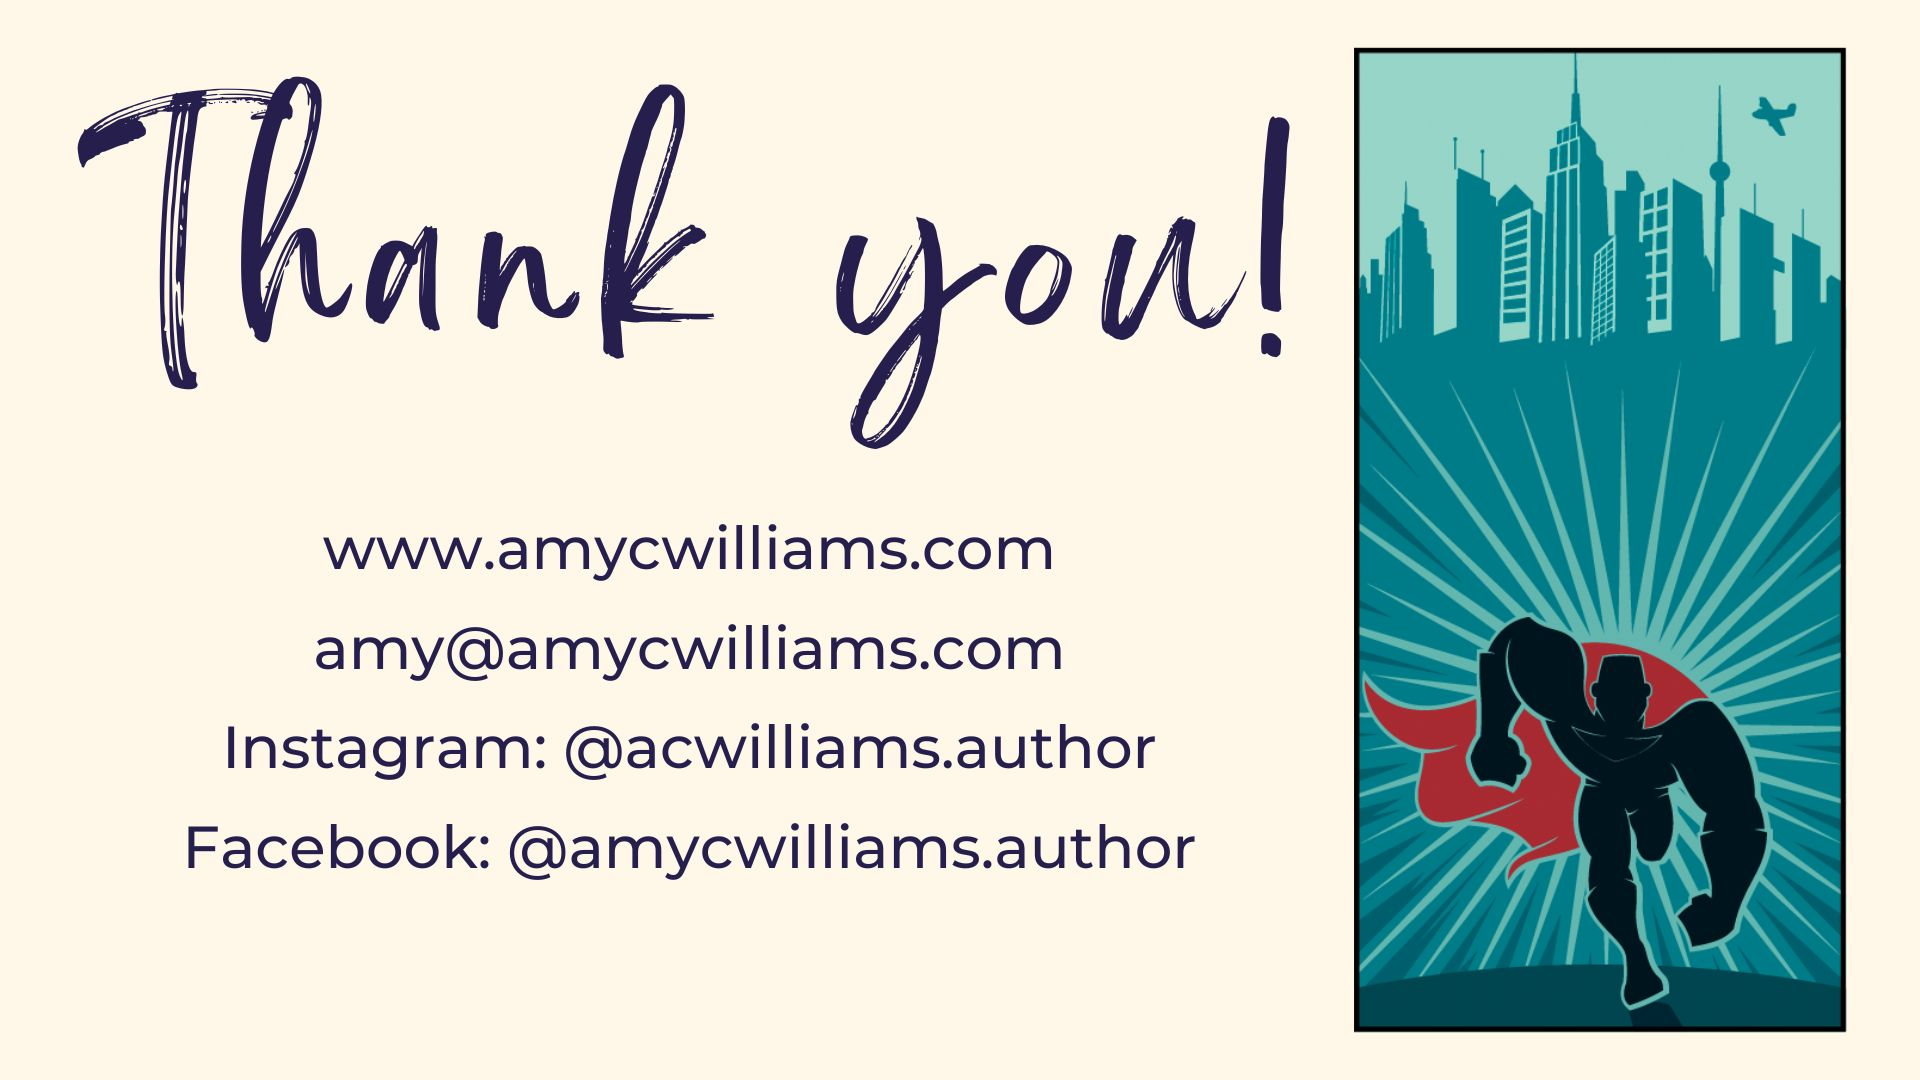 Thank you!
www.amycwilliams.com
amy@amycwilliams.com
Instagram: @acwilliams.author
Facebook: @amycwilliams.author